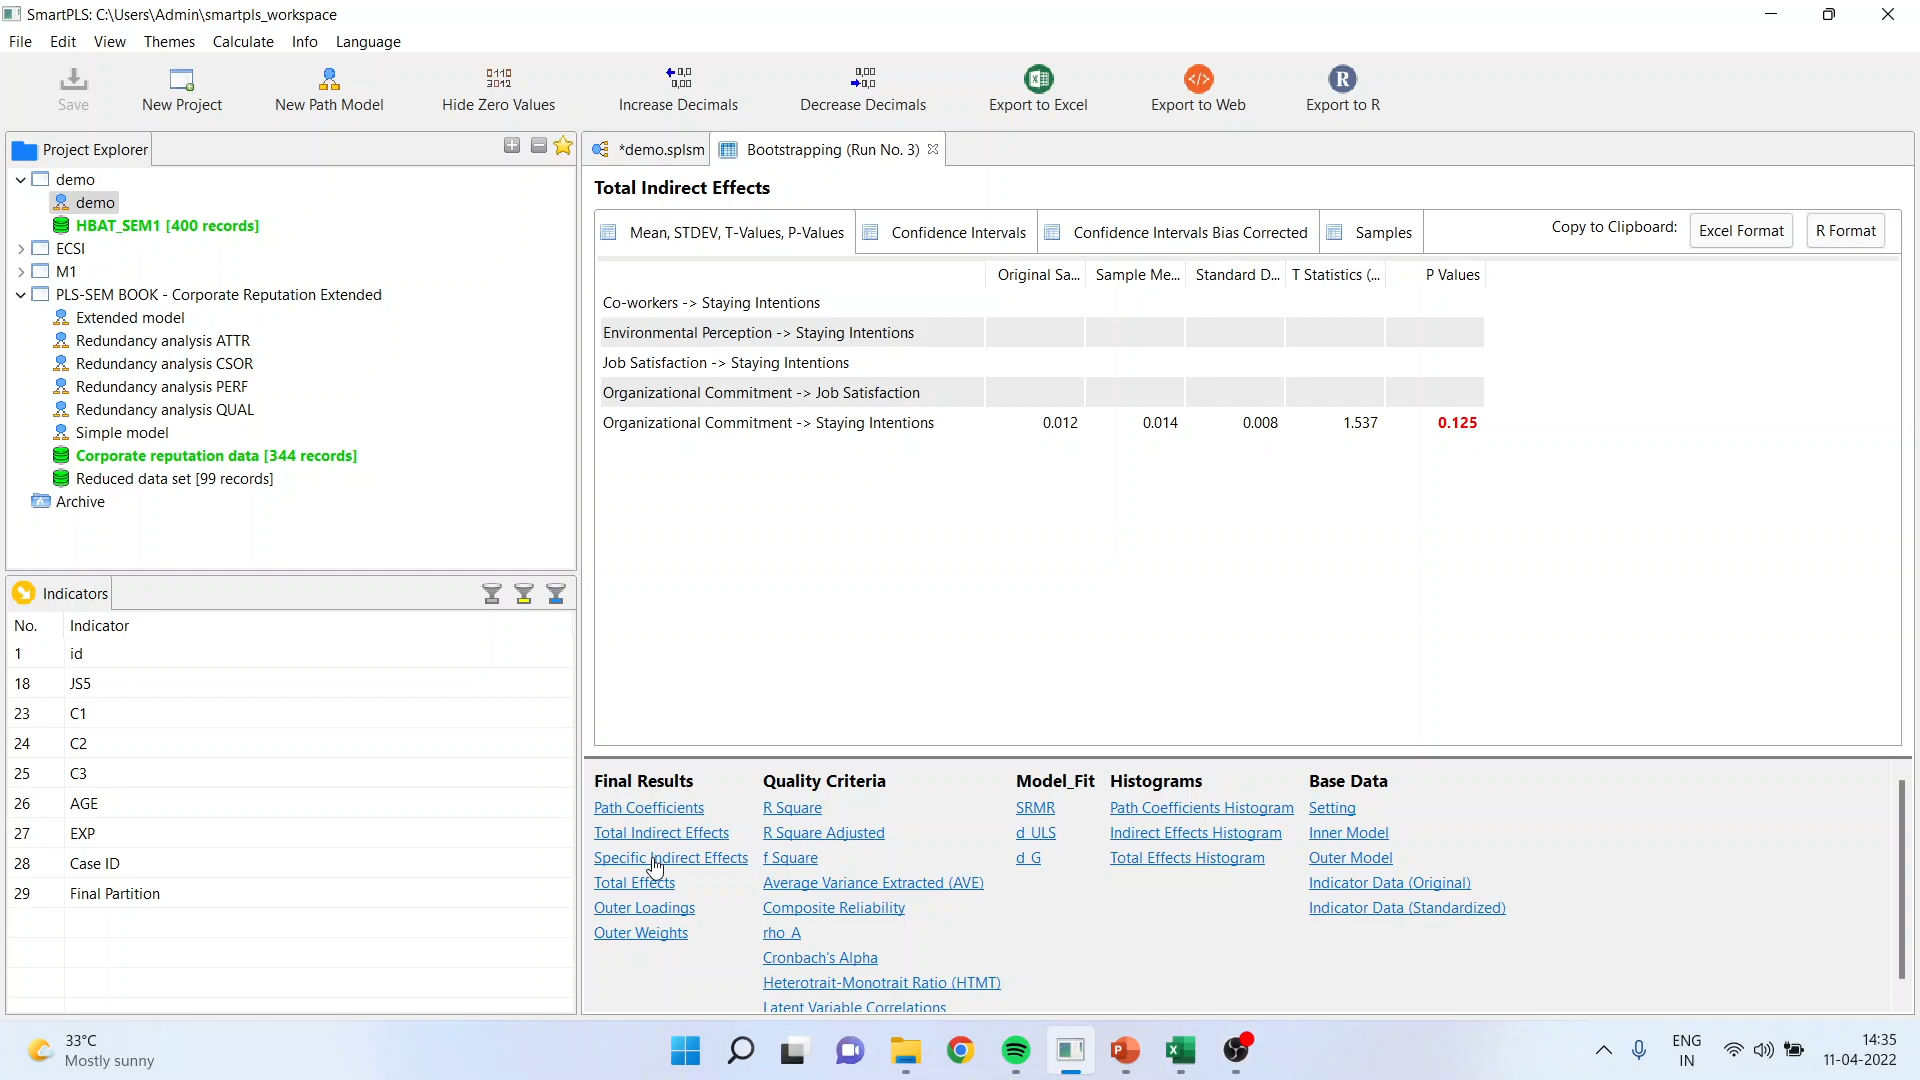 SmartPLS: C:\Users\Admin\smartpls_workspace
File Edit View Themes Calculate Info Language
Save New Project New Path Model Hide Zero Values Increase Decimals Decrease Decimals Export to Excel Export to Web Export to R
Project Explorer
demo
demo
HBAT_SEM1 [400 records]
ECSI
M1
PLS-SEM BOOK - Corporate Reputation Extended
Extended model
Redundancy analysis ATTR
Redundancy analysis CSOR
Redundancy analysis PERF
Redundancy analysis QUAL
Simple model
Corporate reputation data [344 records]
Reduced data set [99 records]
Archive
Indicators
No. Indicator
1 id
18 JS5
23 C1
24 C2
25 C3
26 AGE
27 EXP
28 Case ID
29 Final Partition
*demo.splsm Bootstrapping (Run No. 3)
Total Indirect Effects
Mean, STDEV, T-Values, P-Values Confidence Intervals Confidence Intervals Bias Corrected Samples Copy to Clipboard: Excel Format R Format
Original Sa... Sample Me... Standard D... T Statistics (... P Values
Co-workers -> Staying Intentions
Environmental Perception -> Staying Intentions
Job Satisfaction -> Staying Intentions
Organizational Commitment -> Job Satisfaction
Organizational Commitment -> Staying Intentions 0.012 0.014 0.008 1.537 0.125
Final Results
Path Coefficients
Total Indirect Effects
Specific Indirect Effects
Total Effects
Outer Loadings
Outer Weights
Quality Criteria
R Square
R Square Adjusted
f Square
Average Variance Extracted (AVE)
Composite Reliability
rho_A
Cronbach's Alpha
Heterotrait-Monotrait Ratio (HTMT)
Latent Variable Correlations
Model_Fit
SRMR
d_ULS
d_G
Histograms
Path Coefficients Histogram
Indirect Effects Histogram
Total Effects Histogram
Base Data
Setting
Inner Model
Outer Model
Indicator Data (Original)
Indicator Data (Standardized)
33°C
Mostly sunny
ENG
IN
14:35
11-04-2022